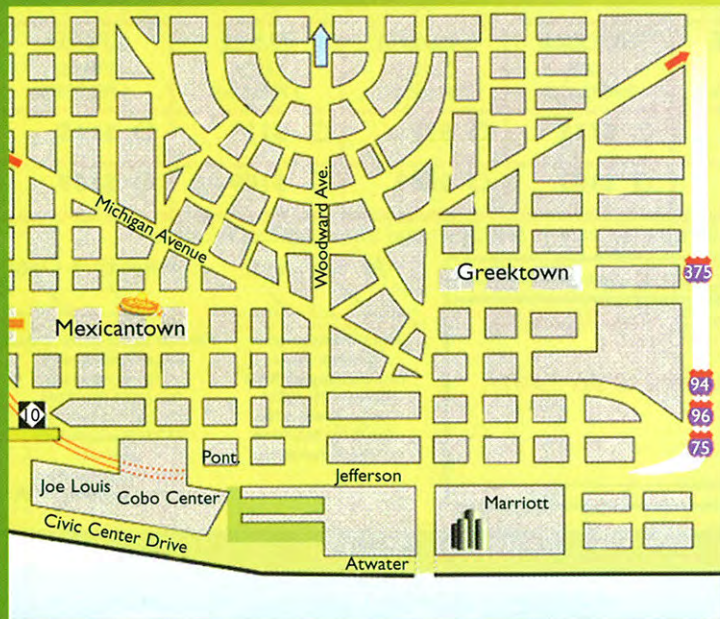 Woodward Ave.
Michigan Avenue
Greektown
375
Mexicantown
94
10
96
75
Pont.
Jefferson
Joe Louis
Cobo Center
Marriott
Civic Center Drive
Atwater